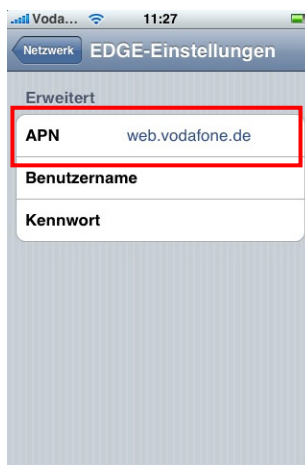 Voda... 11:27
Netzwerk EDGE-Einstellungen
Erweitert
APN web.vodafone.de
Benutzername
Kennwort